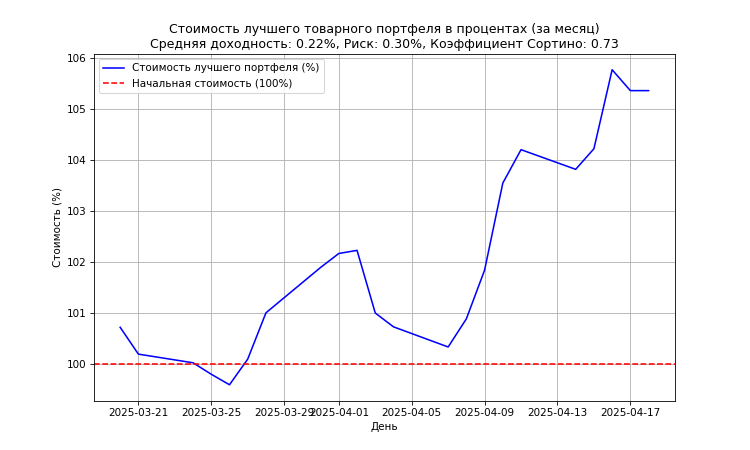 Стоимость лучшего товарного портфеля в процентах (за месяц)
Средняя доходность: 0.22%, Риск: 0.30%, Коэффициент Сортино: 0.73
Стоимость лучшего портфеля (%)
Начальная стоимость (100%)
Стоимость (%)
106
105
104
103
102
101
100
2025-03-21 2025-03-25 2025-03-29 2025-04-01 2025-04-05 2025-04-09 2025-04-13 2025-04-17
День